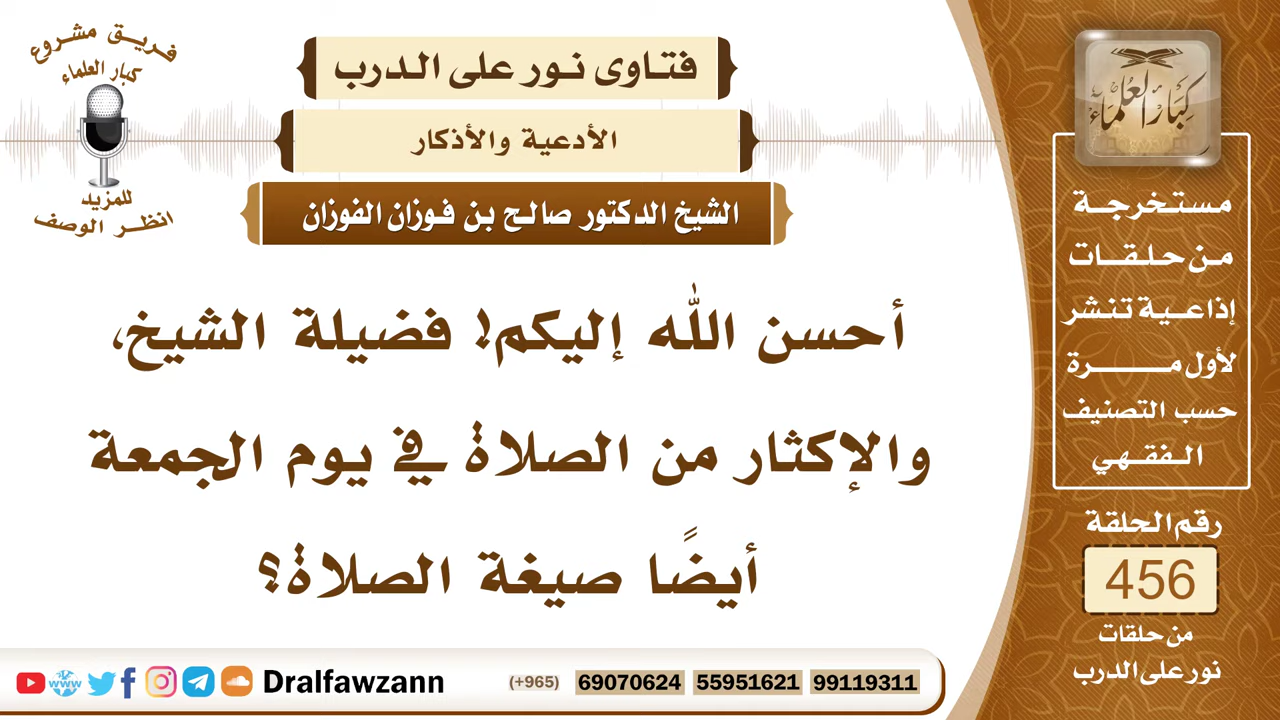 فريق مشروع
كبار العلماء
للمزيد
انظر الوصف
فتاوى نور على الدرب
الأدعية والأذكار
الشيخ الدكتور صالح بن فوزان الفوزان
أحسن الله إليكم! فضيلة الشيخ،
والإكثار من الصلاة في يوم الجمعة
أيضًا صيغة الصلاة؟
كبار العلماء
مستخرجة
من حلقات
إذاعية تنشر
لأول مرة
حسب التصنيف
الفقهي
رقم الحلقة
456
من حلقات
نور على الدرب
www Dralfawzann (+965) 69070624 55951621 99119311